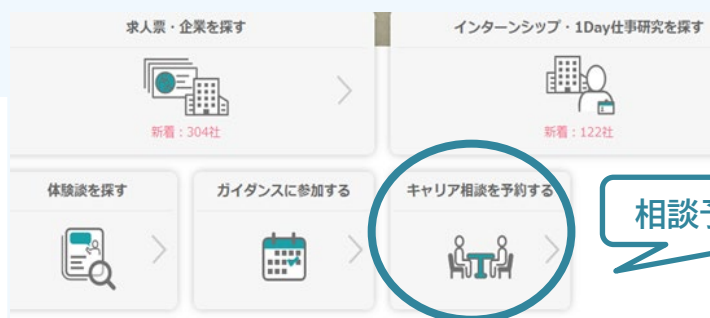 求人票・企業を探す
インターンシップ・1Day仕事研究を探す
新着：304社
新着：122社
体験談を探す
ガイダンスに参加する
キャリア相談を予約する
相談予